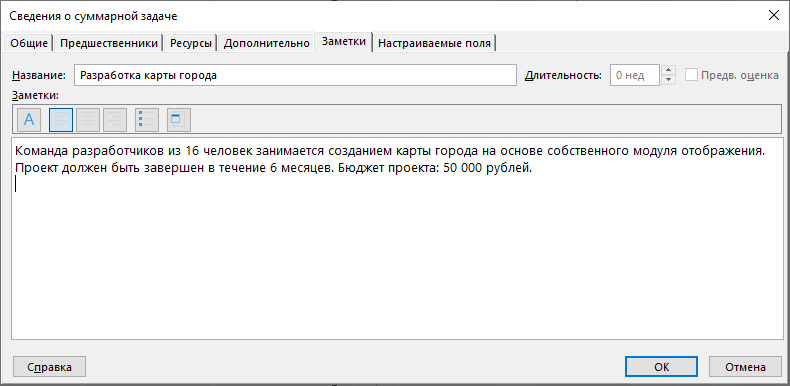 Сведения о суммарной задаче
Общие Предшественники Ресурсы Дополнительно Заметки Настраиваемые поля
Название: Разработка карты города Длительность: 0 нед Предв. оценка
Заметки:
A
Команда разработчиков из 16 человек занимается созданием карты города на основе собственного модуля отображения.
Проект должен быть завершен в течение 6 месяцев. Бюджет проекта: 50 000 рублей.
Справка OK Отмена